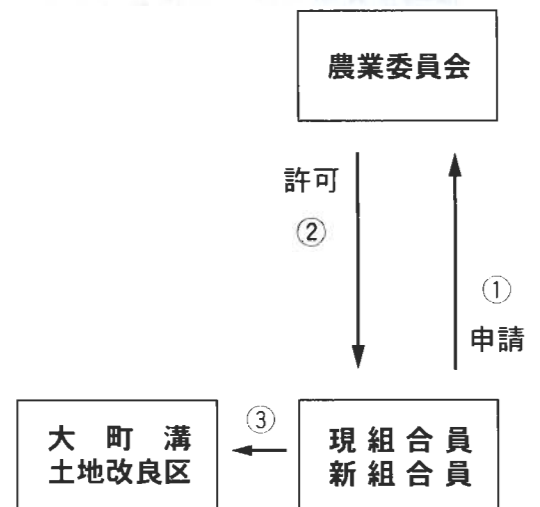 農業委員会
許可
②
①
申請
③
大町溝
土地改良区
現組合員
新組合員